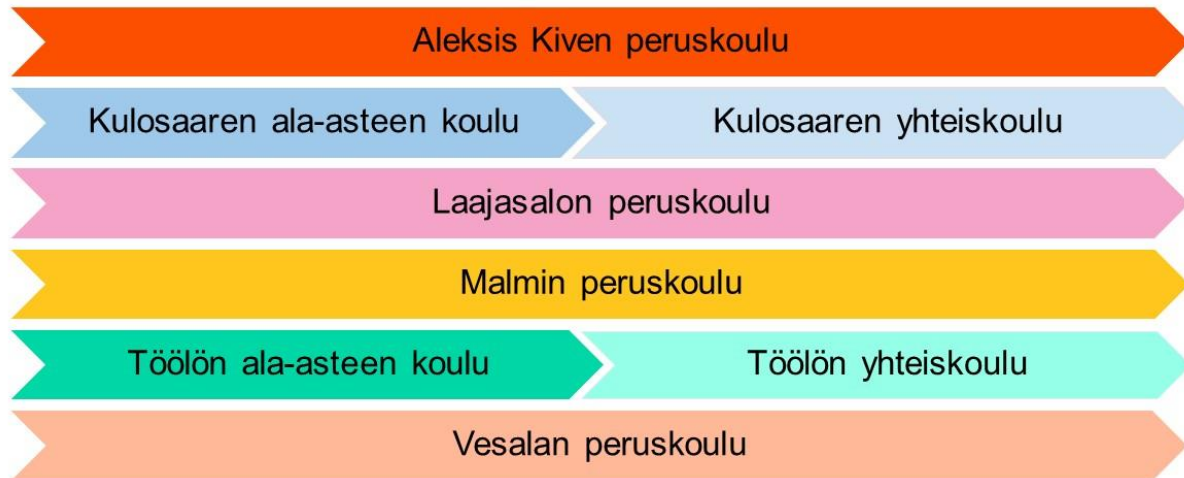 Aleksis Kiven peruskoulu
Kulosaaren ala-asteen koulu
Kulosaaren yhteiskoulu
Laajasalon peruskoulu
Malmin peruskoulu
Töölön ala-asteen koulu
Töölön yhteiskoulu
Vesalan peruskoulu